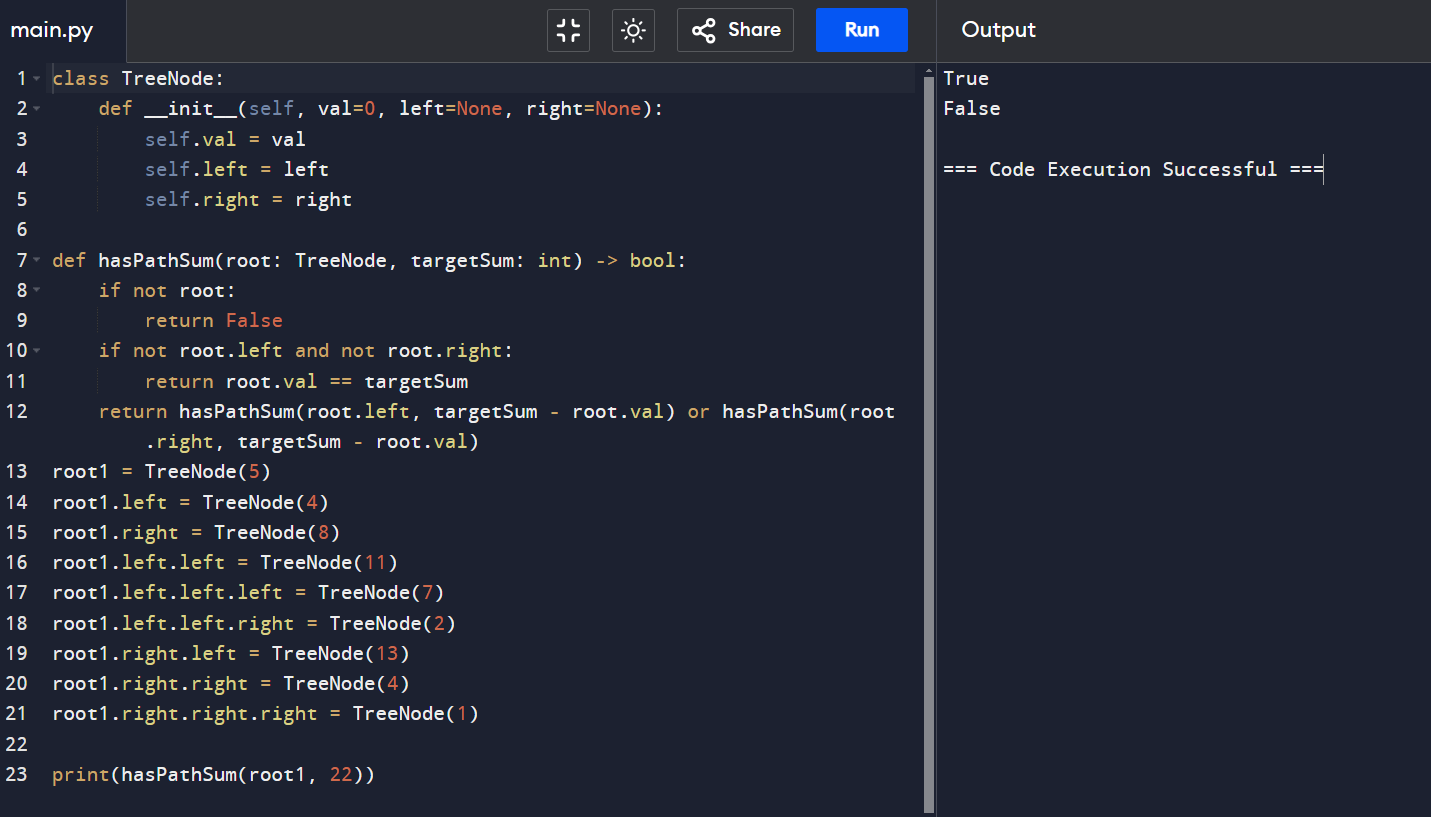 main.py
Share
Run
Output
1 class TreeNode:
2     def __init__(self, val=0, left=None, right=None):
3         self.val = val
4         self.left = left
5         self.right = right
6
7 def hasPathSum(root: TreeNode, targetSum: int) -> bool:
8     if not root:
9         return False
10     if not root.left and not root.right:
11         return root.val == targetSum
12     return hasPathSum(root.left, targetSum - root.val) or hasPathSum(root
        .right, targetSum - root.val)
13 root1 = TreeNode(5)
14 root1.left = TreeNode(4)
15 root1.right = TreeNode(8)
16 root1.left.left = TreeNode(11)
17 root1.left.left.left = TreeNode(7)
18 root1.left.left.right = TreeNode(2)
19 root1.right.left = TreeNode(13)
20 root1.right.right = TreeNode(4)
21 root1.right.right.right = TreeNode(1)
22
23 print(hasPathSum(root1, 22))
True
False
=== Code Execution Successful ===